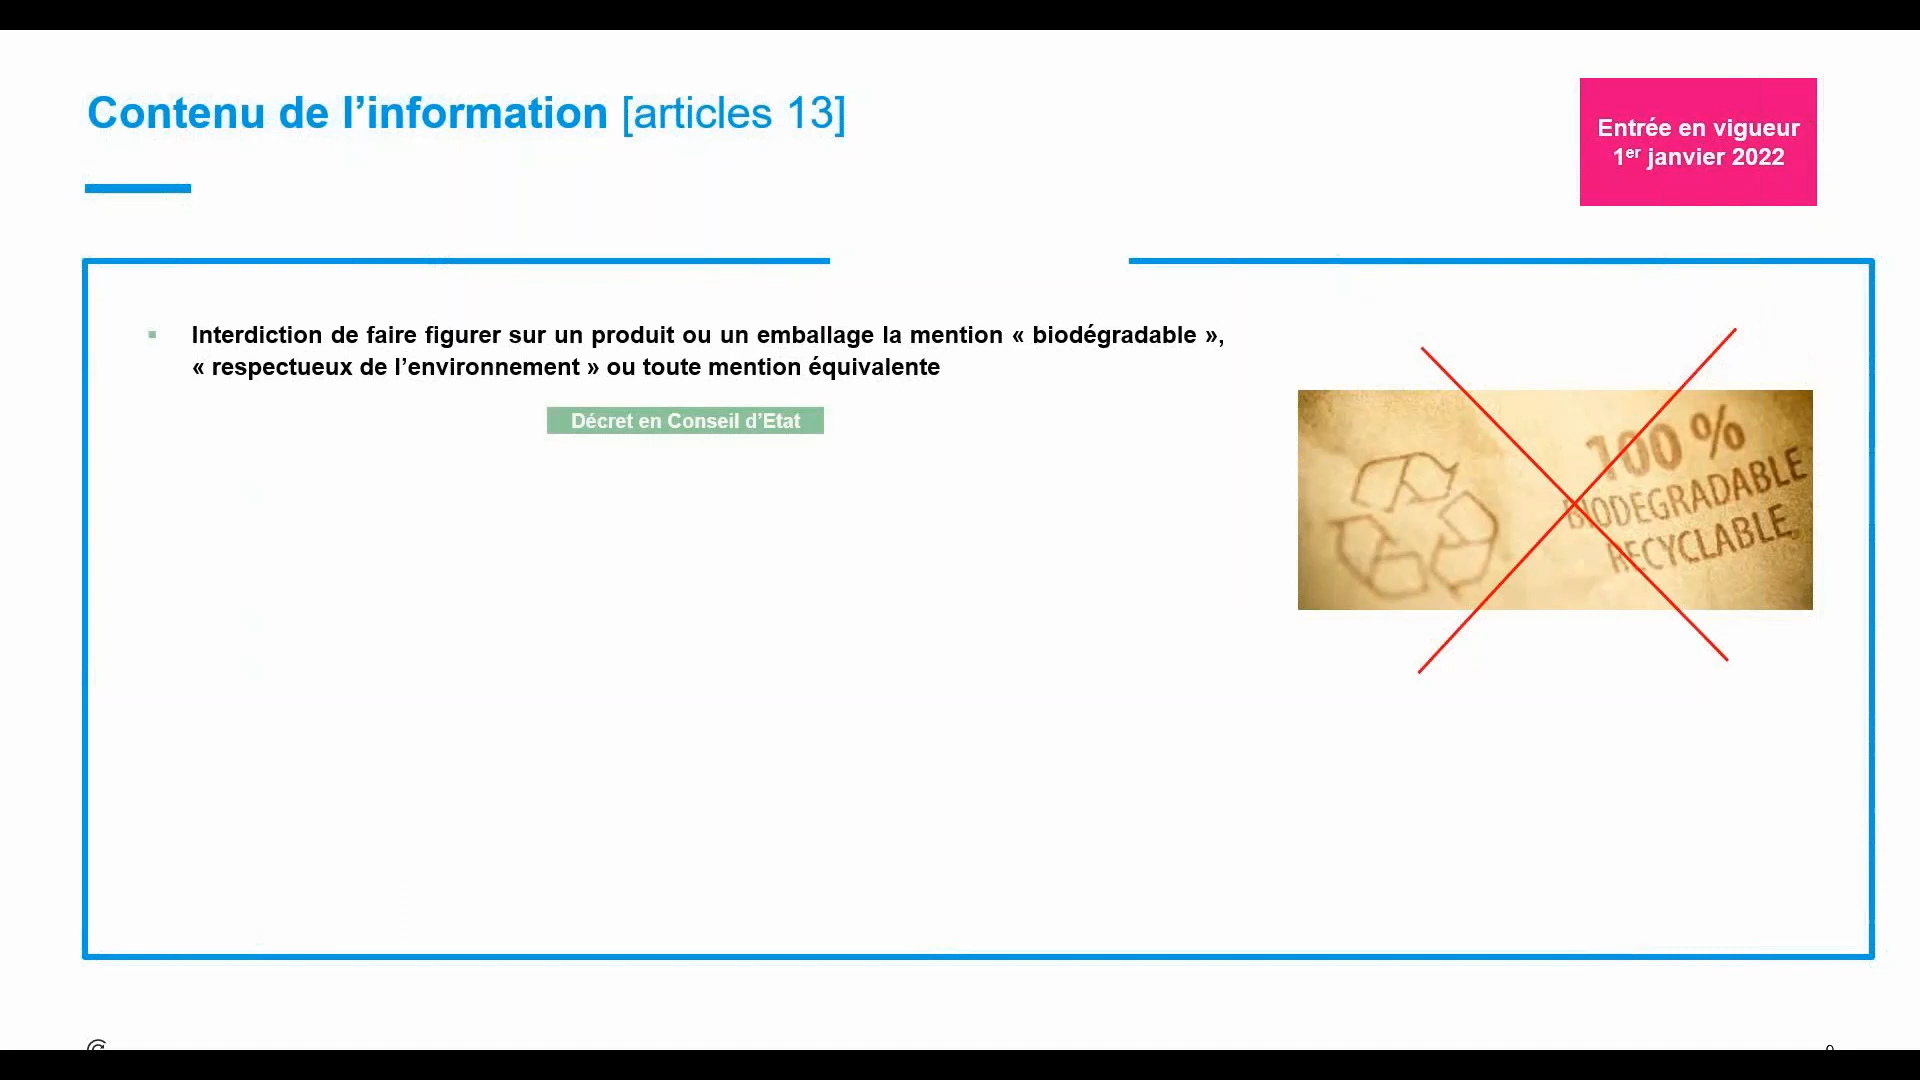 Contenu de l’information [articles 13]
Entrée en vigueur
1er janvier 2022
Interdiction de faire figurer sur un produit ou un emballage la mention « biodégradable »,
« respectueux de l’environnement » ou toute mention équivalente
Décret en Conseil d’Etat
100 %
BIODEGRADABLE
RECYCLABLE